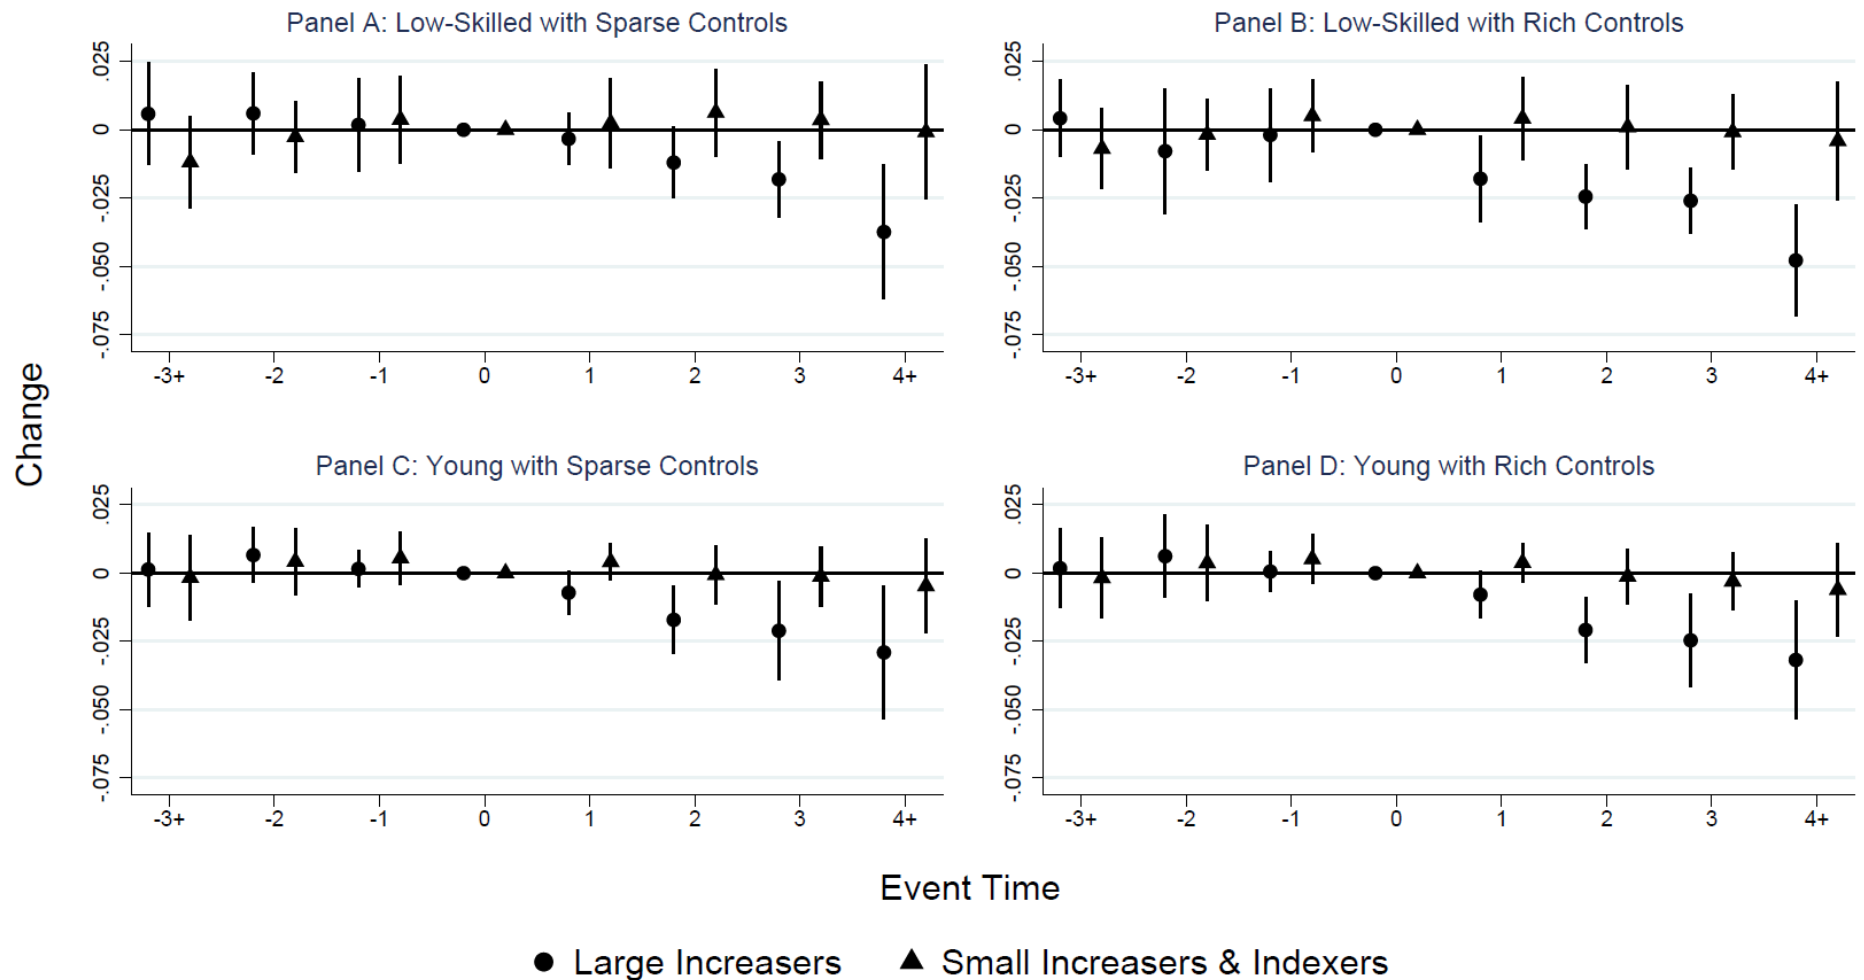 Panel A: Low-Skilled with Sparse Controls
Panel B: Low-Skilled with Rich Controls
.025
0
-.025
-.050
-.075
-3+ -2 -1 0 1 2 3 4+
.025
0
-.025
-.050
-.075
-3+ -2 -1 0 1 2 3 4+
Change
Panel C: Young with Sparse Controls
Panel D: Young with Rich Controls
.025
0
-.025
-.050
-.075
-3+ -2 -1 0 1 2 3 4+
.025
0
-.025
-.050
-.075
-3+ -2 -1 0 1 2 3 4+
Event Time
Large Increasers Small Increasers & Indexers